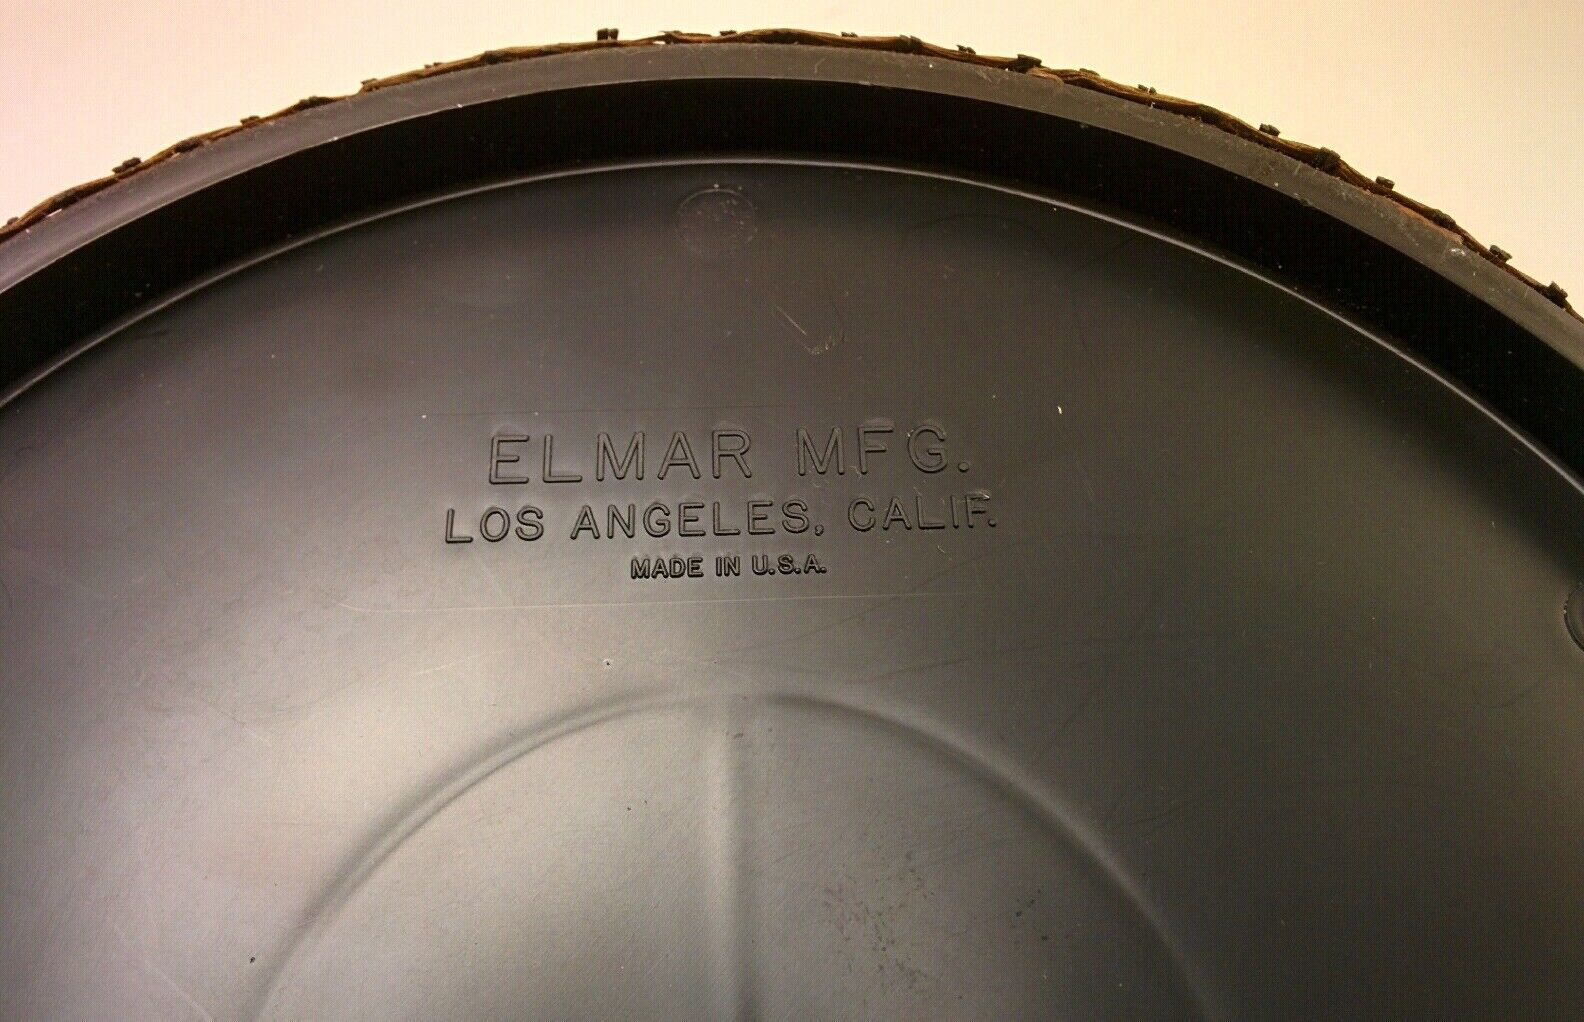 ELMAR MFG.
LOS ANGELES, CALIF.
MADE IN U.S.A.